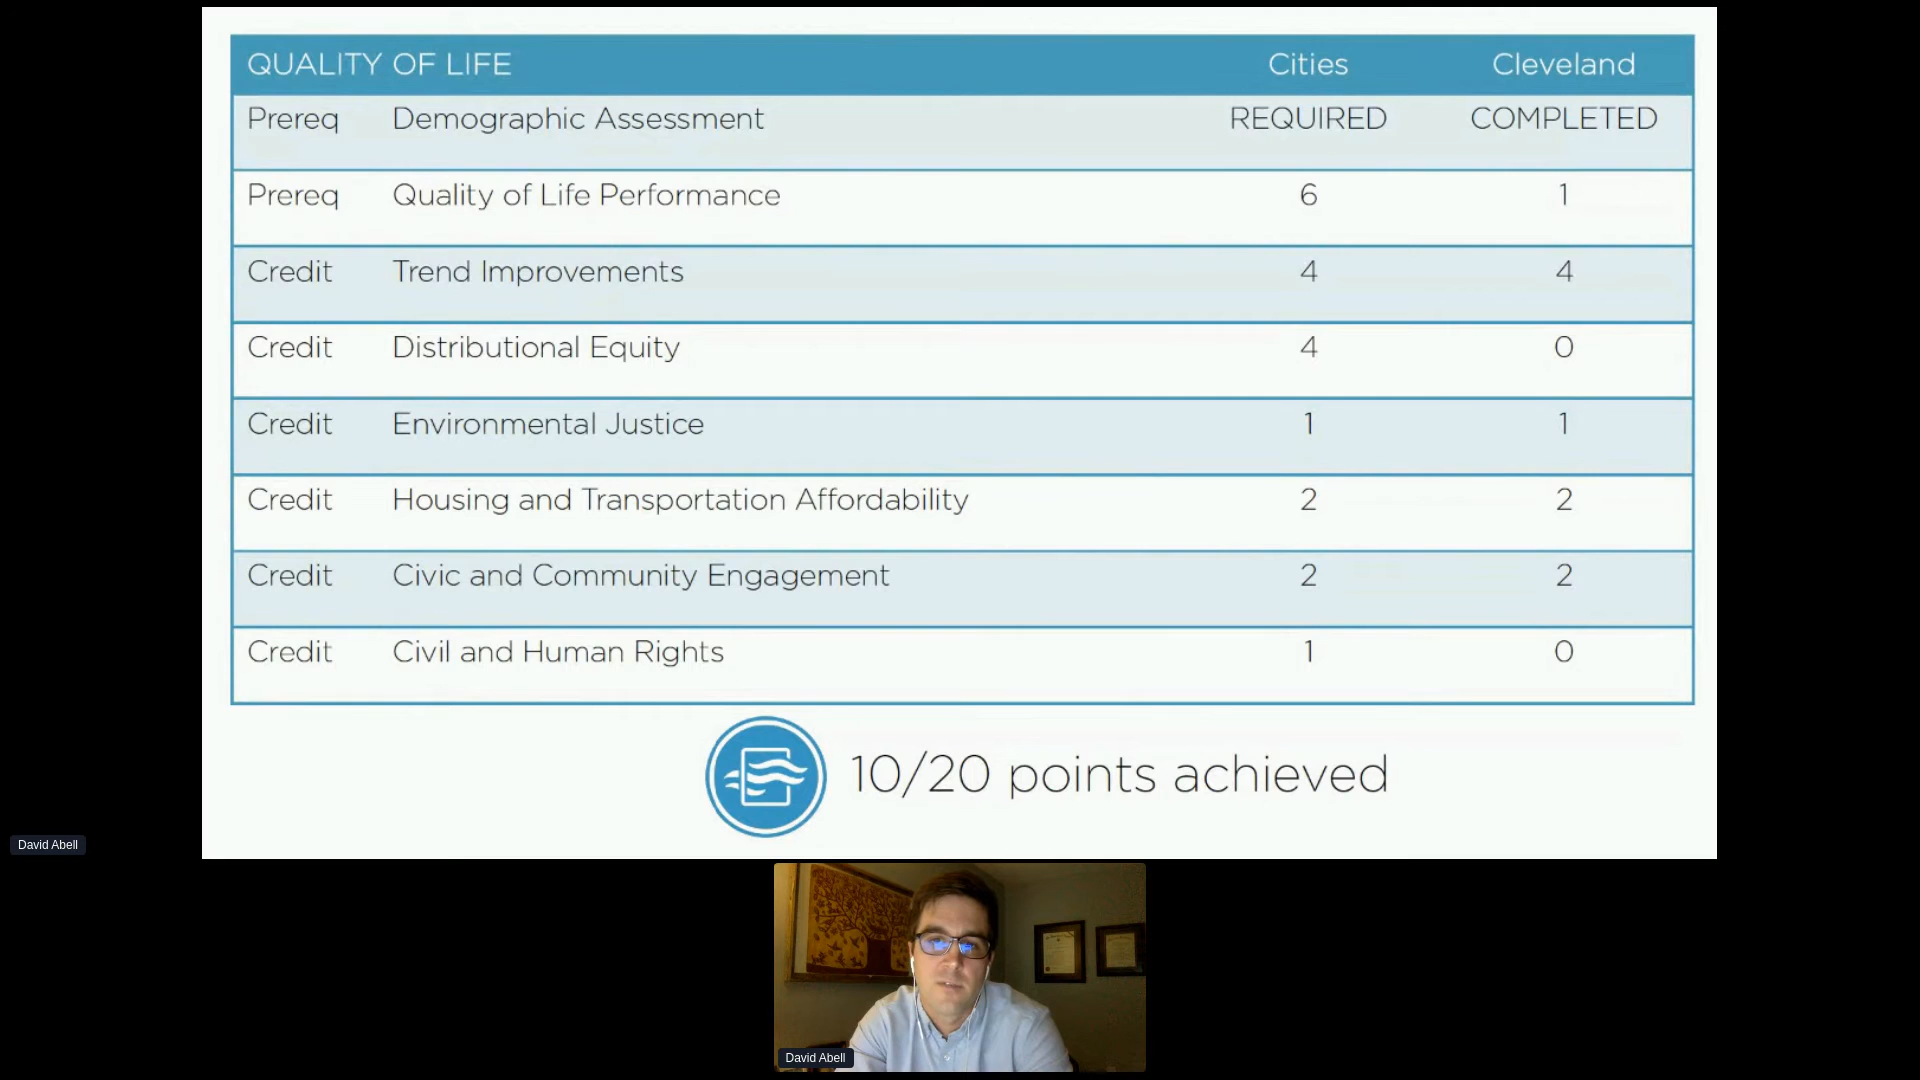 QUALITY OF LIFE Cities Cleveland
Prereq Demographic Assessment REQUIRED COMPLETED
Prereq Quality of Life Performance 6 1
Credit Trend Improvements 4 4
Credit Distributional Equity 4 0
Credit Environmental Justice 1 1
Credit Housing and Transportation Affordability 2 2
Credit Civic and Community Engagement 2 2
Credit Civil and Human Rights 1 0
10/20 points achieved
David Abell
David Abell